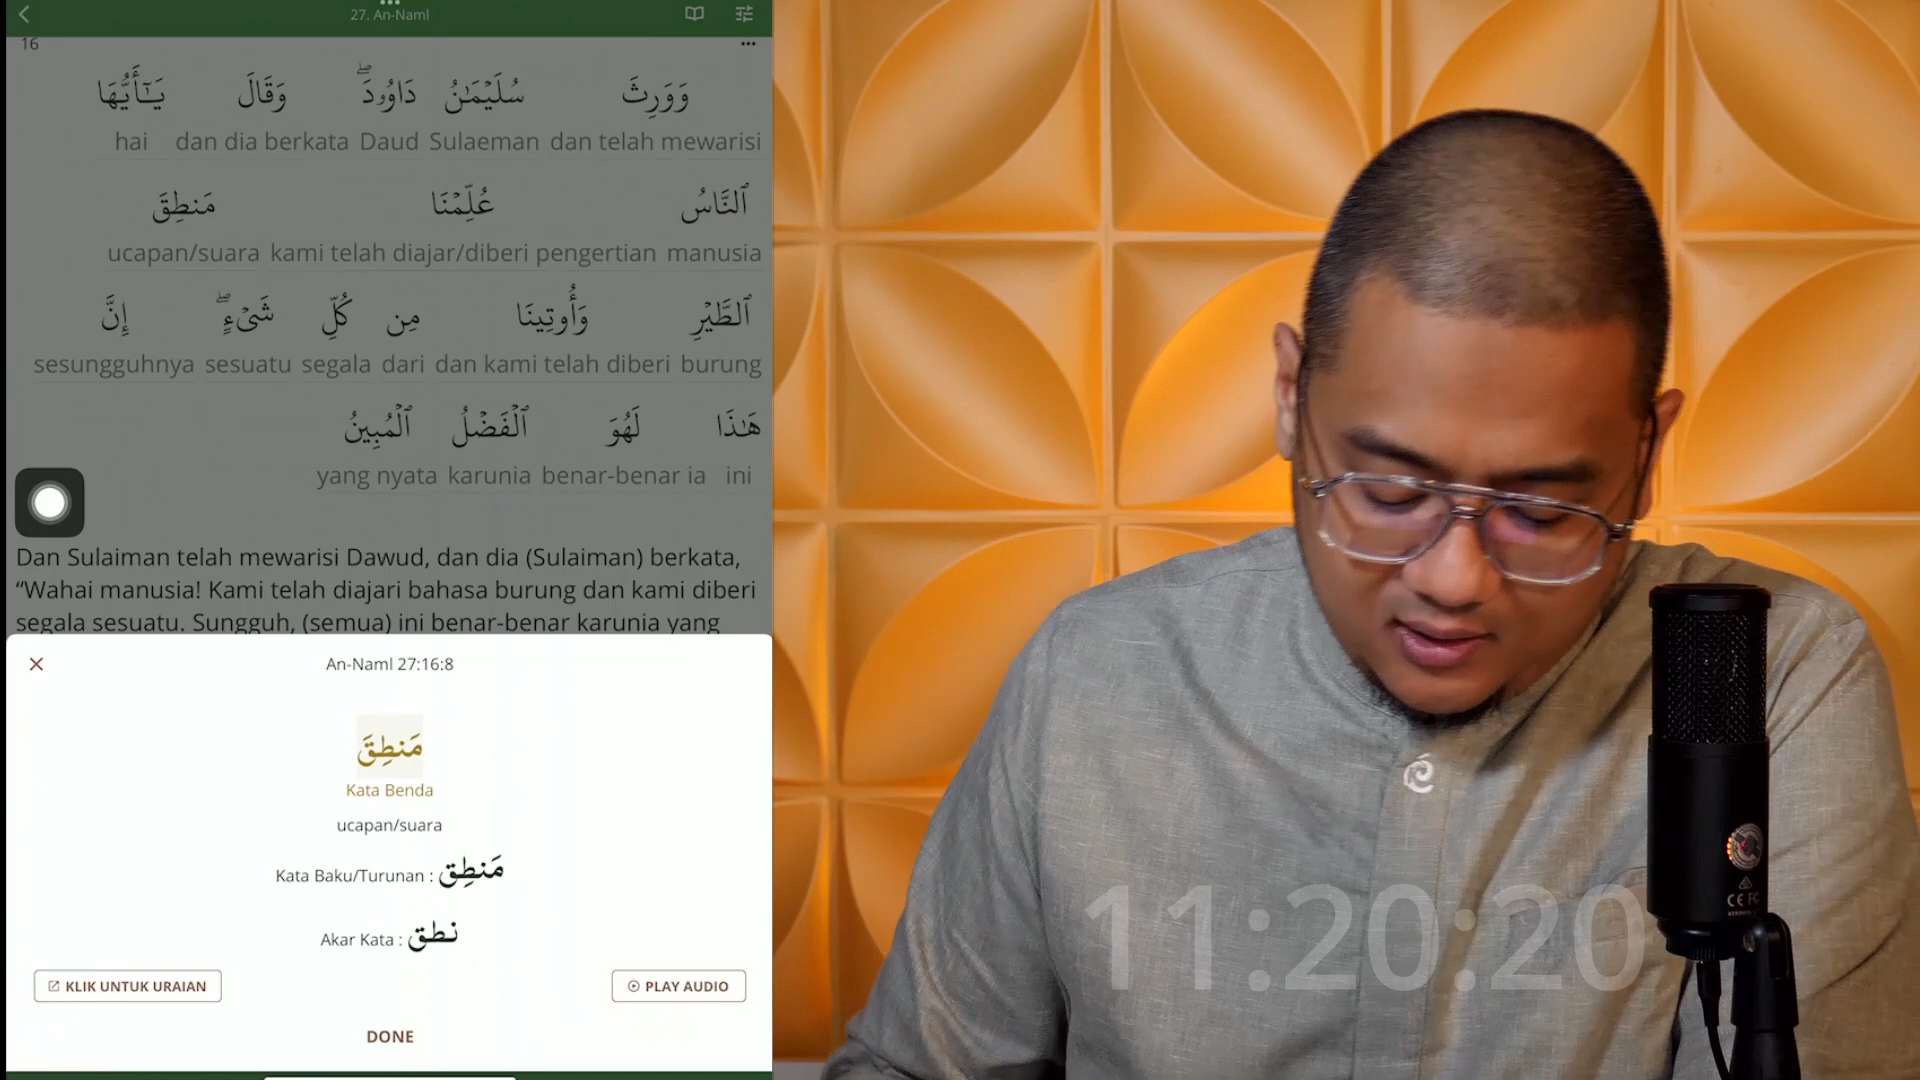 27. An-Naml
16
وَوَرِثَ سُلَيْمَـٰنُ دَاوُۥدَ ۖ وَقَالَ يَـٰٓأَيُّهَا
hai dan dia berkata Daud Sulaeman dan telah mewarisi
ٱلنَّاسُ عُلِّمْنَا مَنطِقَ
ucapan/suara kami telah diajar/diberi pengertian manusia
ٱلطَّيْرِ وَأُوتِينَا مِن كُلِّ شَىْءٍ ۖ إِنَّ
sesungguhnya sesuatu segala dari dan kami telah diberi burung
هَـٰذَا لَهُوَ ٱلْفَضْلُ ٱلْمُبِينُ
yang nyata karunia benar-benar ia ini
Dan Sulaiman telah mewarisi Dawud, dan dia (Sulaiman) berkata,
“Wahai manusia! Kami telah diajari bahasa burung dan kami diberi
segala sesuatu. Sungguh, (semua) ini benar-benar karunia yang
An-Naml 27:16:8
مَنطِقَ
Kata Benda
ucapan/suara
Kata Baku/Turunan : مَنطِق
Akar Kata : نطق
KLIK UNTUK URAIAN
PLAY AUDIO
DONE
11:20:20
CE FC